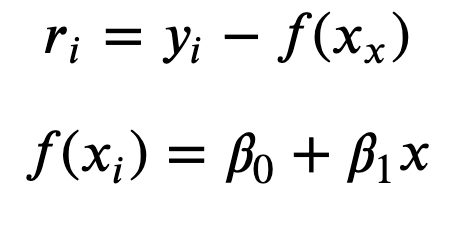 rᵢ = yᵢ − f(xₓ)
f(xᵢ) = β₀ + β₁x